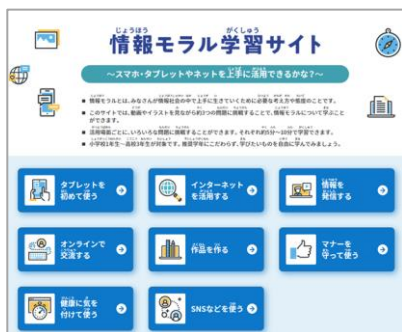 じょうほう がくしゅう
情報モラル学習サイト
～スマホ・タブレットやネットを上手に活用できるかな?～
■ 情報モラルとは、みなさんが情報社会の中で上手に生きていくために必要な考え方や態度のことです。
■ このサイトでは、動画やイラストを見ながら約70の問題に挑戦することで、情報モラルについて学ぶこと
ができます。
■ 活用場面ごとに、いろいろな問題に挑戦することができます。それぞれ約5分～10分で学習できます。
■ 小学校1年生～高校3年生が対象です。推奨学年にこだわらず、学びたいものを自由に学んでみましょう。
タブレットを
初めて使う
インターネット
を活用する
情報を
発信する
オンラインで
交流する
作品を作る
マナーを
守って使う
健康に気を
付けて使う
SNSなどを使う